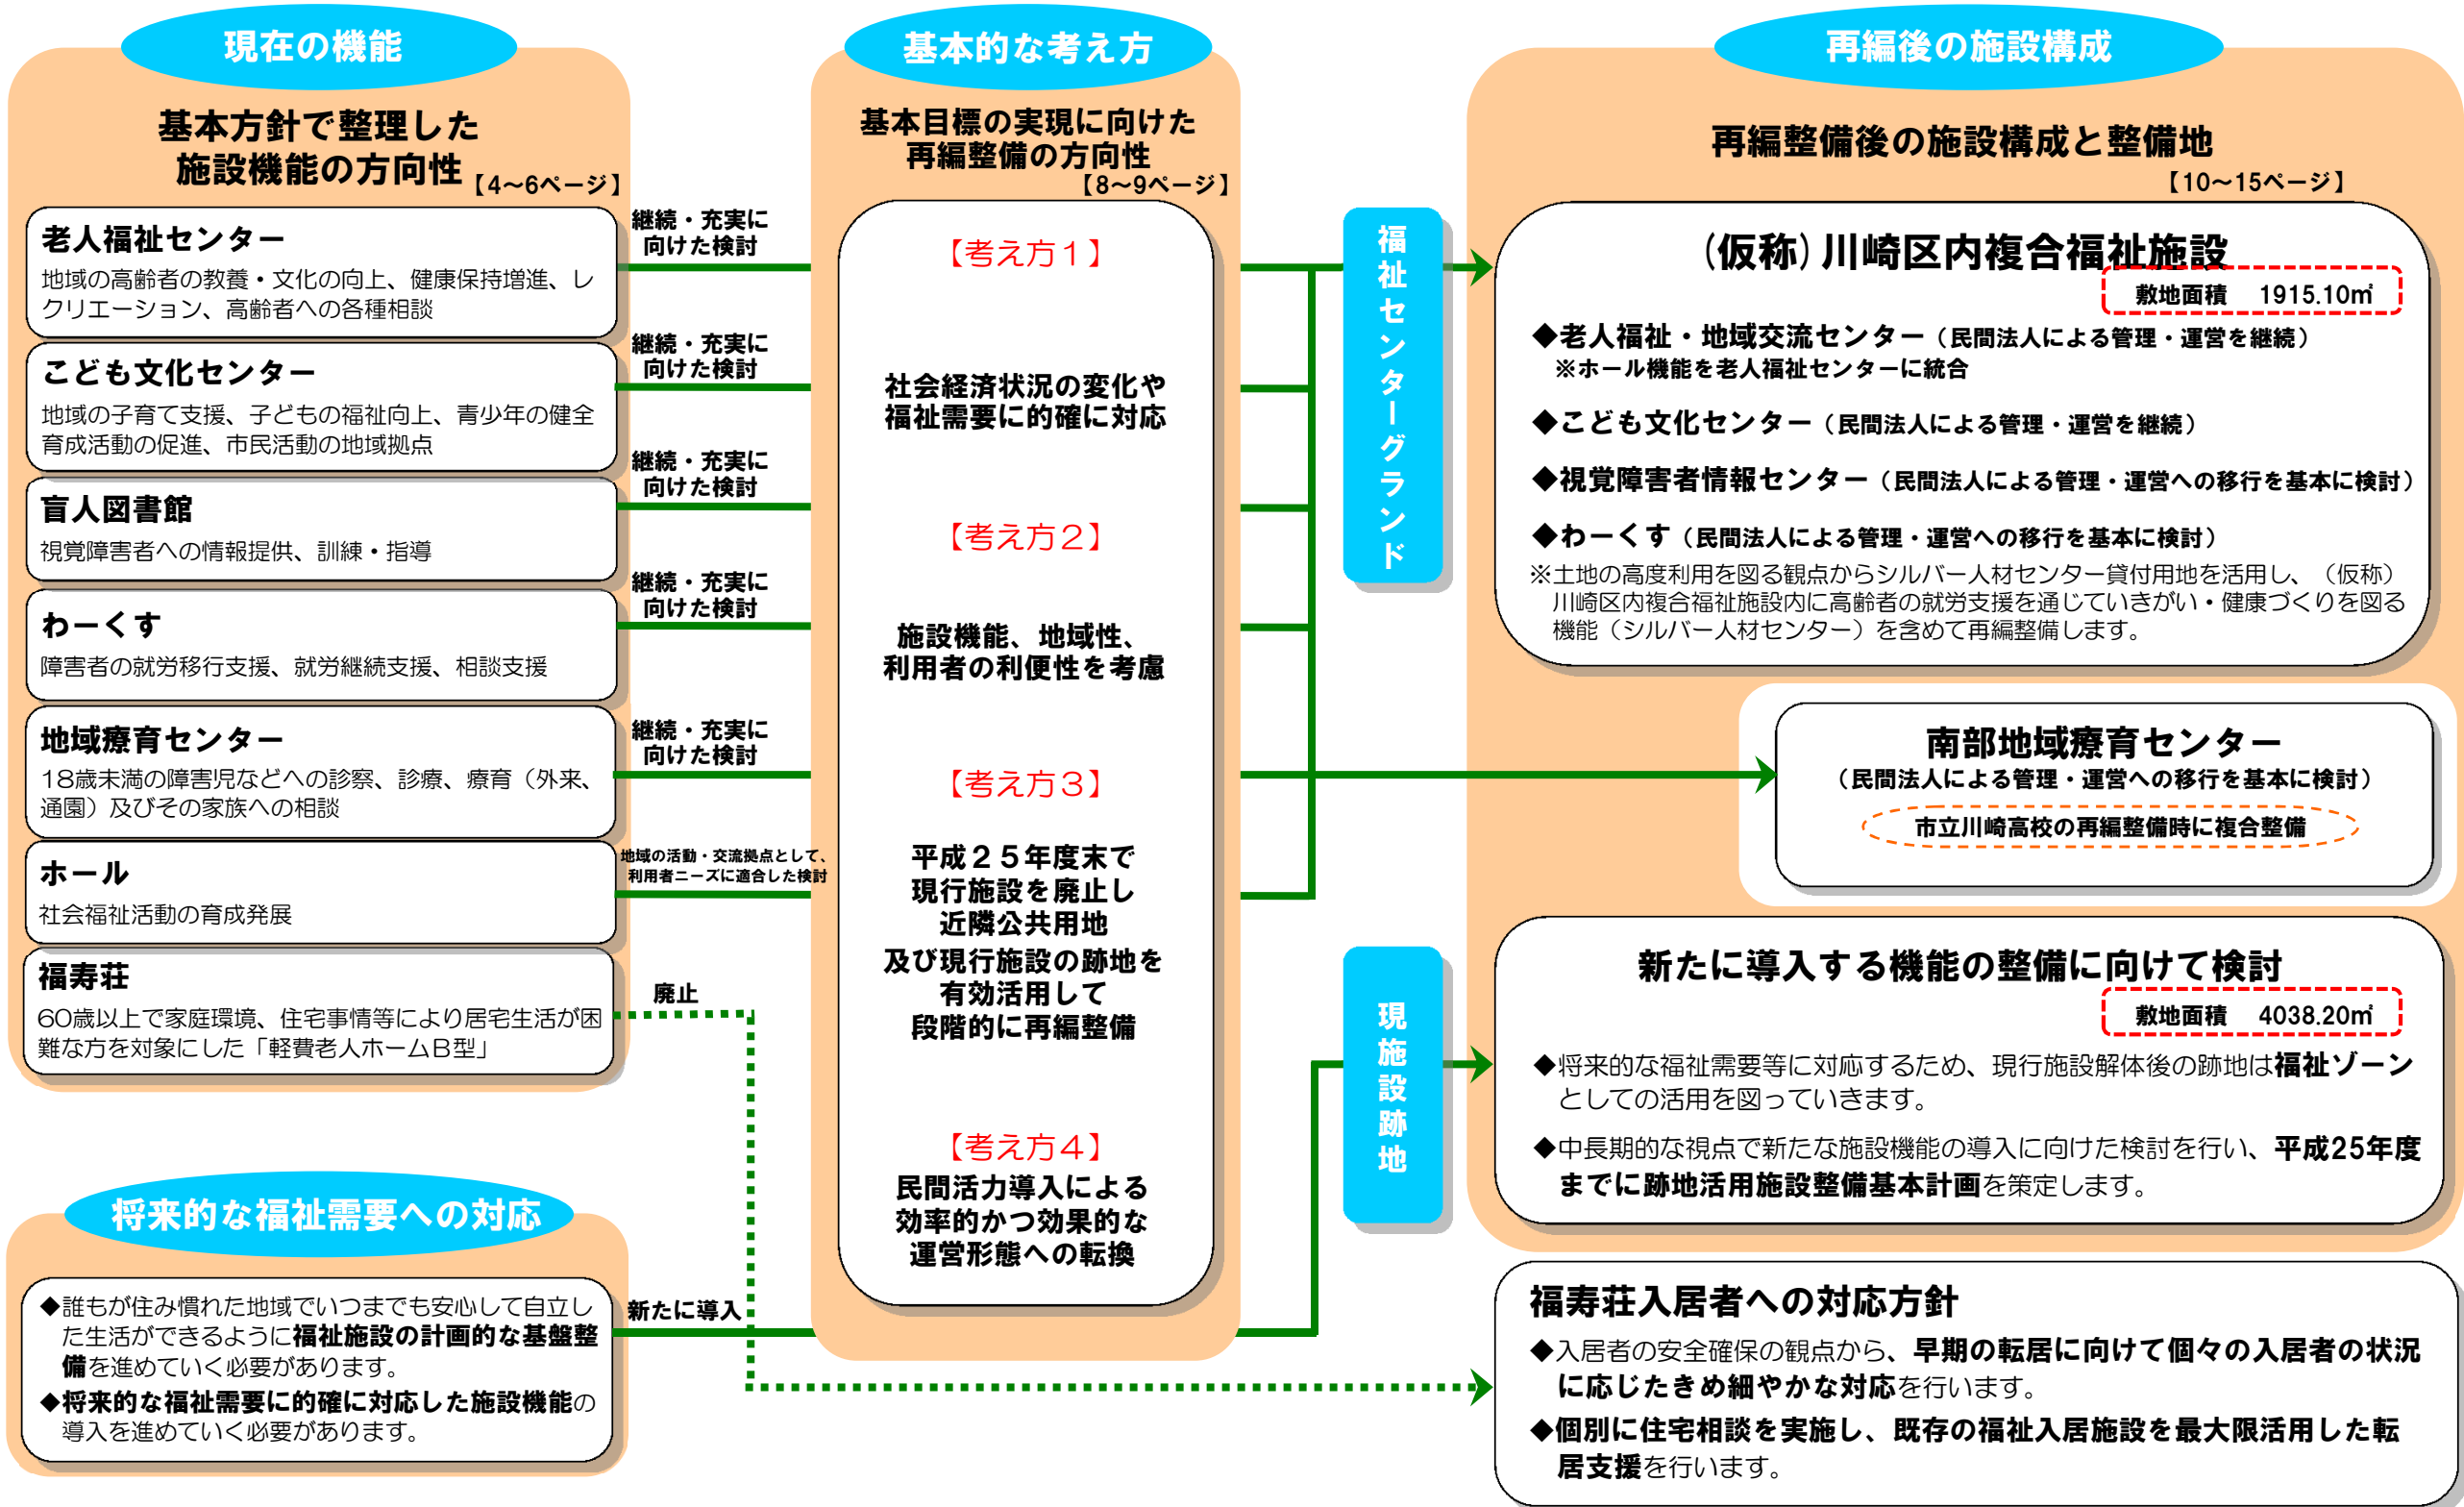 現在の機能
基本方針で整理した
施設機能の方向性
【4～6ページ】
老人福祉センター
地域の高齢者の教養・文化の向上、健康保持増進、レ
クリエーション、高齢者への各種相談
こども文化センター
地域の子育て支援、子どもの福祉向上、青少年の健全
育成活動の促進、市民活動の地域拠点
盲人図書館
視覚障害者への情報提供、訓練・指導
わーくす
障害者の就労移行支援、就労継続支援、相談支援
地域療育センター
18歳未満の障害児などへの診察、診療、療育（外来、
通園）及びその家族への相談
ホール
社会福祉活動の育成発展
福寿荘
60歳以上で家庭環境、住宅事情等により居宅生活が困
難な方を対象にした「軽費老人ホームＢ型」
将来的な福祉需要への対応
◆誰もが住み慣れた地域でいつまでも安心して自立し
た生活ができるように福祉施設の計画的な基盤整
備を進めていく必要があります。
◆将来的な福祉需要に的確に対応した施設機能の
導入を進めていく必要があります。
継続・充実に
向けた検討
継続・充実に
向けた検討
継続・充実に
向けた検討
継続・充実に
向けた検討
継続・充実に
向けた検討
地域の活動・交流拠点として、
利用者ニーズに適合した検討
廃止
新たに導入
基本的な考え方
基本目標の実現に向けた
再編整備の方向性
【8～9ページ】
【考え方１】
社会経済状況の変化や
福祉需要に的確に対応
【考え方２】
施設機能、地域性、
利用者の利便性を考慮
【考え方３】
平成２５年度末で
現行施設を廃止し
近隣公共用地
及び現行施設の跡地を
有効活用して
段階的に再編整備
【考え方４】
民間活力導入による
効率的かつ効果的な
運営形態への転換
福祉センターグランド
現施設跡地
再編後の施設構成
再編整備後の施設構成と整備地
【10～15ページ】
（仮称）川崎区内複合福祉施設
敷地面積　1915.10㎡
◆老人福祉・地域交流センター（民間法人による管理・運営を継続）
※ホール機能を老人福祉センターに統合
◆こども文化センター（民間法人による管理・運営を継続）
◆視覚障害者情報センター（民間法人による管理・運営への移行を基本に検討）
◆わーくす（民間法人による管理・運営への移行を基本に検討）
※土地の高度利用を図る観点からシルバー人材センター貸付用地を活用し、（仮称）
川崎区内複合福祉施設内に高齢者の就労支援を通じていきがい・健康づくりを図る
機能（シルバー人材センター）を含めて再編整備します。
南部地域療育センター
（民間法人による管理・運営への移行を基本に検討）
市立川崎高校の再編整備時に複合整備
新たに導入する機能の整備に向けて検討
敷地面積　4038.20㎡
◆将来的な福祉需要等に対応するため、現行施設解体後の跡地は福祉ゾーン
としての活用を図っていきます。
◆中長期的な視点で新たな施設機能の導入に向けた検討を行い、平成25年度
までに跡地活用施設整備基本計画を策定します。
福寿荘入居者への対応方針
◆入居者の安全確保の観点から、早期の転居に向けて個々の入居者の状況
に応じたきめ細やかな対応を行います。
◆個別に住宅相談を実施し、既存の福祉入居施設を最大限活用した転
居支援を行います。